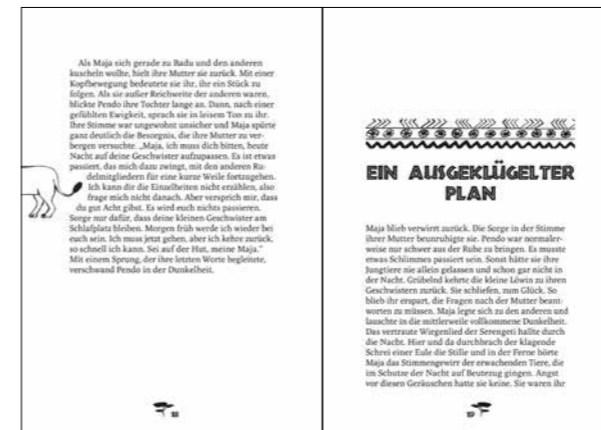 Als Maja sich gerade zu Badu und den anderen
kuscheln wollte, hielt ihre Mutter sie zurück. Mit einer
Kopfbewegung bedeutete sie ihr, ihr ein Stück zu
folgen. Als sie außer Reichweite der anderen waren,
blickte Pendo ihre Tochter lange an. Dann, nach einer
gefühlten Ewigkeit, sprach sie in leisem Ton zu ihr.
Ihre Stimme war ungewohnt unsicher und Maja spürte
ganz deutlich die Besorgnis, die ihre Mutter zu ver-
bergen versuchte. „Maja, ich muss dich bitten, heute
Nacht auf deine Geschwister aufzupassen. Es ist etwas
passiert, das mich dazu zwingt, mit den anderen Ru-
delmitgliedern für eine kurze Weile fortzugehen.
Ich kann dir die Einzelheiten nicht erzählen, also
frage mich nicht danach. Aber versprich mir, dass
du gut Acht gibst. Es wird euch nichts passieren.
Sorge nur dafür, dass deine kleinen Geschwister am
Schlafplatz bleiben. Morgen früh werde ich wieder bei
euch sein. Ich muss jetzt gehen, aber ich kehre zurück,
so schnell ich kann. Sei auf der Hut, meine Maja.“
Mit einem Sprung, der ihre letzten Worte begleitete,
verschwand Pendo in der Dunkelheit.
18
EIN AUSGEKLÜGELTER
PLAN
Maja blieb verwirrt zurück. Die Sorge in der Stimme
ihrer Mutter beunruhigte sie. Pendo war normaler-
weise nur schwer aus der Ruhe zu bringen. Es musste
etwas Schlimmes passiert sein. Sonst hätte sie ihre
Jungtiere nie allein gelassen und schon gar nicht in
der Nacht. Grübelnd kehrte die kleine Löwin zu ihren
Geschwistern zurück. Sie schliefen, zum Glück. So
blieb ihr erspart, die Fragen nach der Mutter beant-
worten zu müssen. Maja legte sich zu den anderen und
lauschte in die mittlerweile vollkommene Dunkelheit.
Das vertraute Wiegenlied der Serengeti hallte durch
die Nacht. Hier und da durchbrach der klagende
Schrei einer Eule die Stille und in der Ferne hörte
Maja das Stimmengewirr der erwachenden Tiere, die
im Schutze der Nacht auf Beutezug gingen. Angst
vor diesen Geräuschen hatte sie keine. Sie waren ihr
19